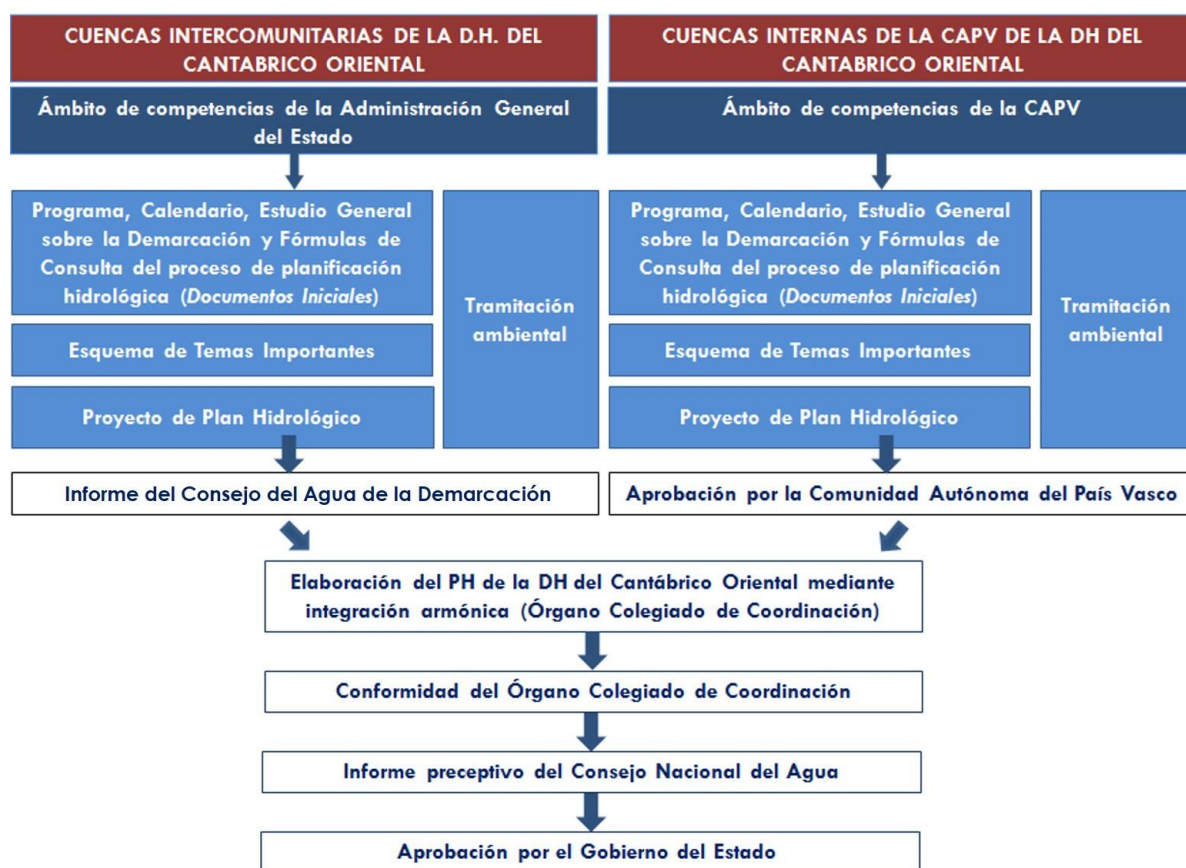 CUENCAS INTERCOMUNITARIAS DE LA D.H. DEL
CANTABRICO ORIENTAL
Ámbito de competencias de la Administración General
del Estado
Programa, Calendario, Estudio General
sobre la Demarcación y Fórmulas de
Consulta del proceso de planificación
hidrológica (Documentos Iniciales)
Esquema de Temas Importantes
Proyecto de Plan Hidrológico
Tramitación
ambiental
Informe del Consejo del Agua de la Demarcación
CUENCAS INTERNAS DE LA CAPV DE LA DH DEL
CANTABRICO ORIENTAL
Ámbito de competencias de la CAPV
Programa, Calendario, Estudio General
sobre la Demarcación y Fórmulas de
Consulta del proceso de planificación
hidrológica (Documentos Iniciales)
Esquema de Temas Importantes
Proyecto de Plan Hidrológico
Tramitación
ambiental
Aprobación por la Comunidad Autónoma del País Vasco
Elaboración del PH de la DH del Cantábrico Oriental mediante
integración armónica (Órgano Colegiado de Coordinación)
Conformidad del Órgano Colegiado de Coordinación
Informe preceptivo del Consejo Nacional del Agua
Aprobación por el Gobierno del Estado